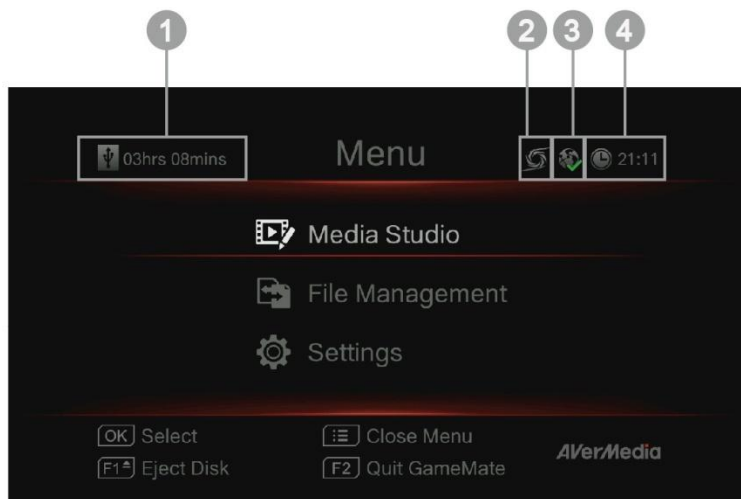 1 2 3 4
03hrs 08mins Menu 21:11
Media Studio
File Management
Settings
OK Select Close Menu
F1 Eject Disk F2 Quit GameMate
AVerMedia